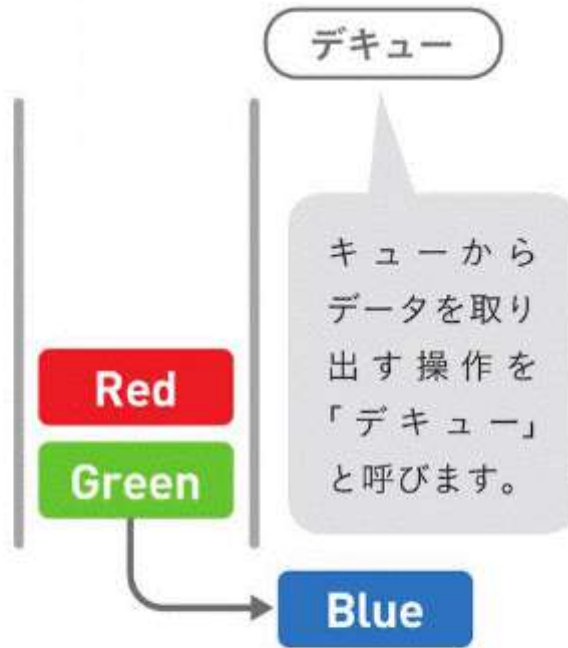 デキュー
キューから
データを取り
出す操作を
「デキュー」
と呼びます。
Red
Green
Blue